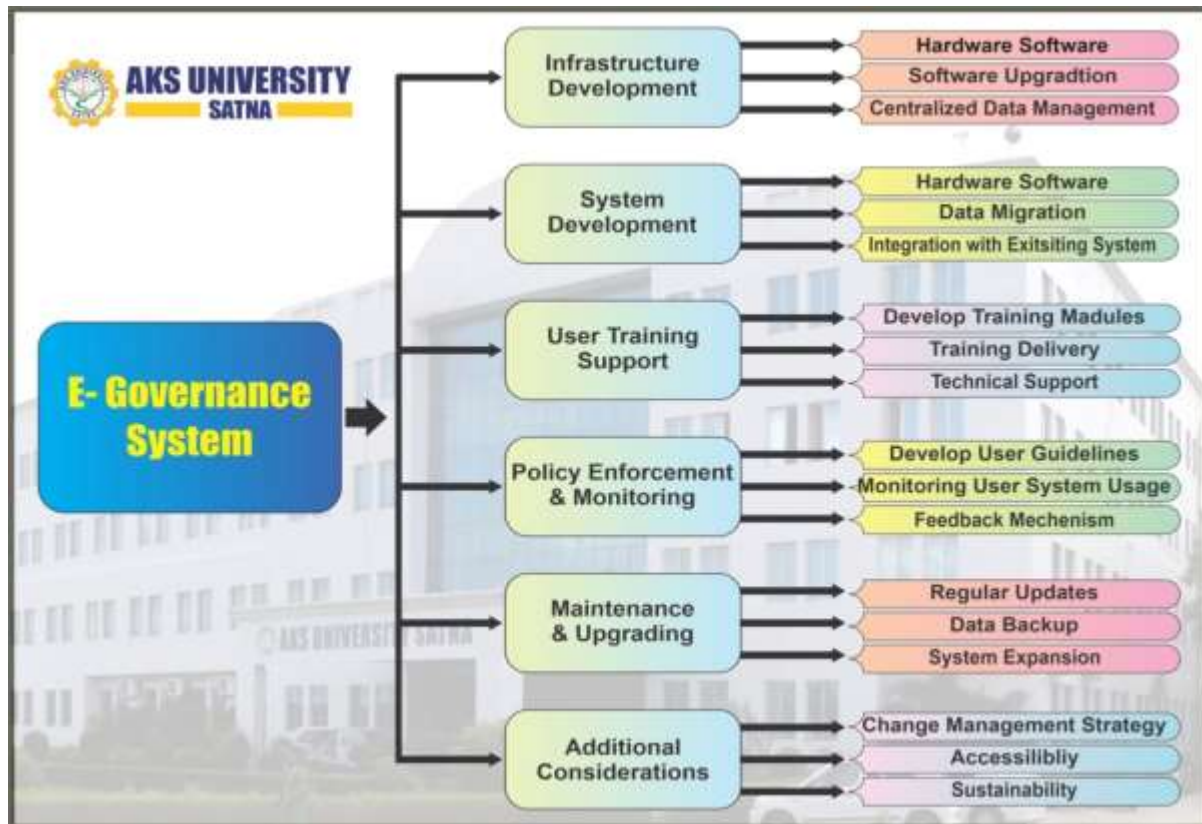 AKS UNIVERSITY
SATNA
E- Governance
System
Infrastructure
Development
Hardware Software
Software Upgradtion
Centralized Data Management
System
Development
Hardware Software
Data Migration
Integration with Exitsiting System
User Training
Support
Develop Training Madules
Training Delivery
Technical Support
Policy Enforcement
& Monitoring
Develop User Guidelines
Monitoring User System Usage
Feedback Mechenism
Maintenance
& Upgrading
Regular Updates
Data Backup
System Expansion
Additional
Considerations
Change Management Strategy
Accessilibliy
Sustainability
AKS UNIVERSITY SATNA